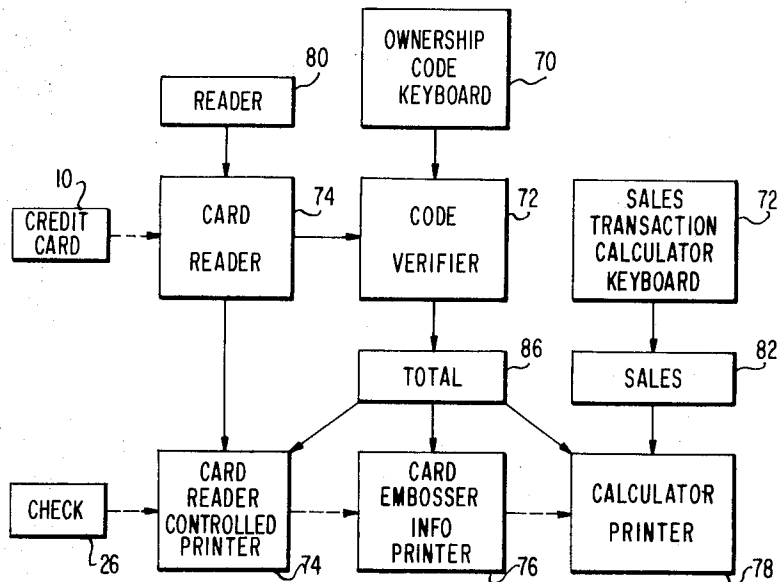 80
READER
OWNERSHIP
CODE
KEYBOARD
70
10
CREDIT
CARD
CARD
READER
74
CODE
VERIFIER
72
SALES
TRANSACTION
CALCULATOR
KEYBOARD
72
TOTAL
86
SALES
82
CHECK
26
CARD
READER
CONTROLLED
PRINTER
74
CARD
EMBOSSER
INFO
PRINTER
76
CALCULATOR
PRINTER
78